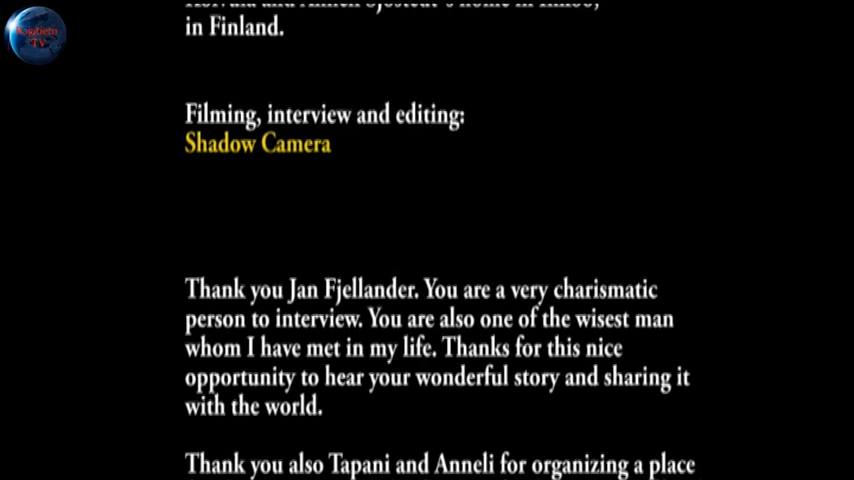 TV
in Finland.
Filming, interview and editing:
Shadow Camera
Thank you Jan Fjellander. You are a very charismatic
person to interview. You are also one of the wisest man
whom I have met in my life. Thanks for this nice
opportunity to hear your wonderful story and sharing it
with the world.
Thank you also Tapani and Anneli for organizing a place